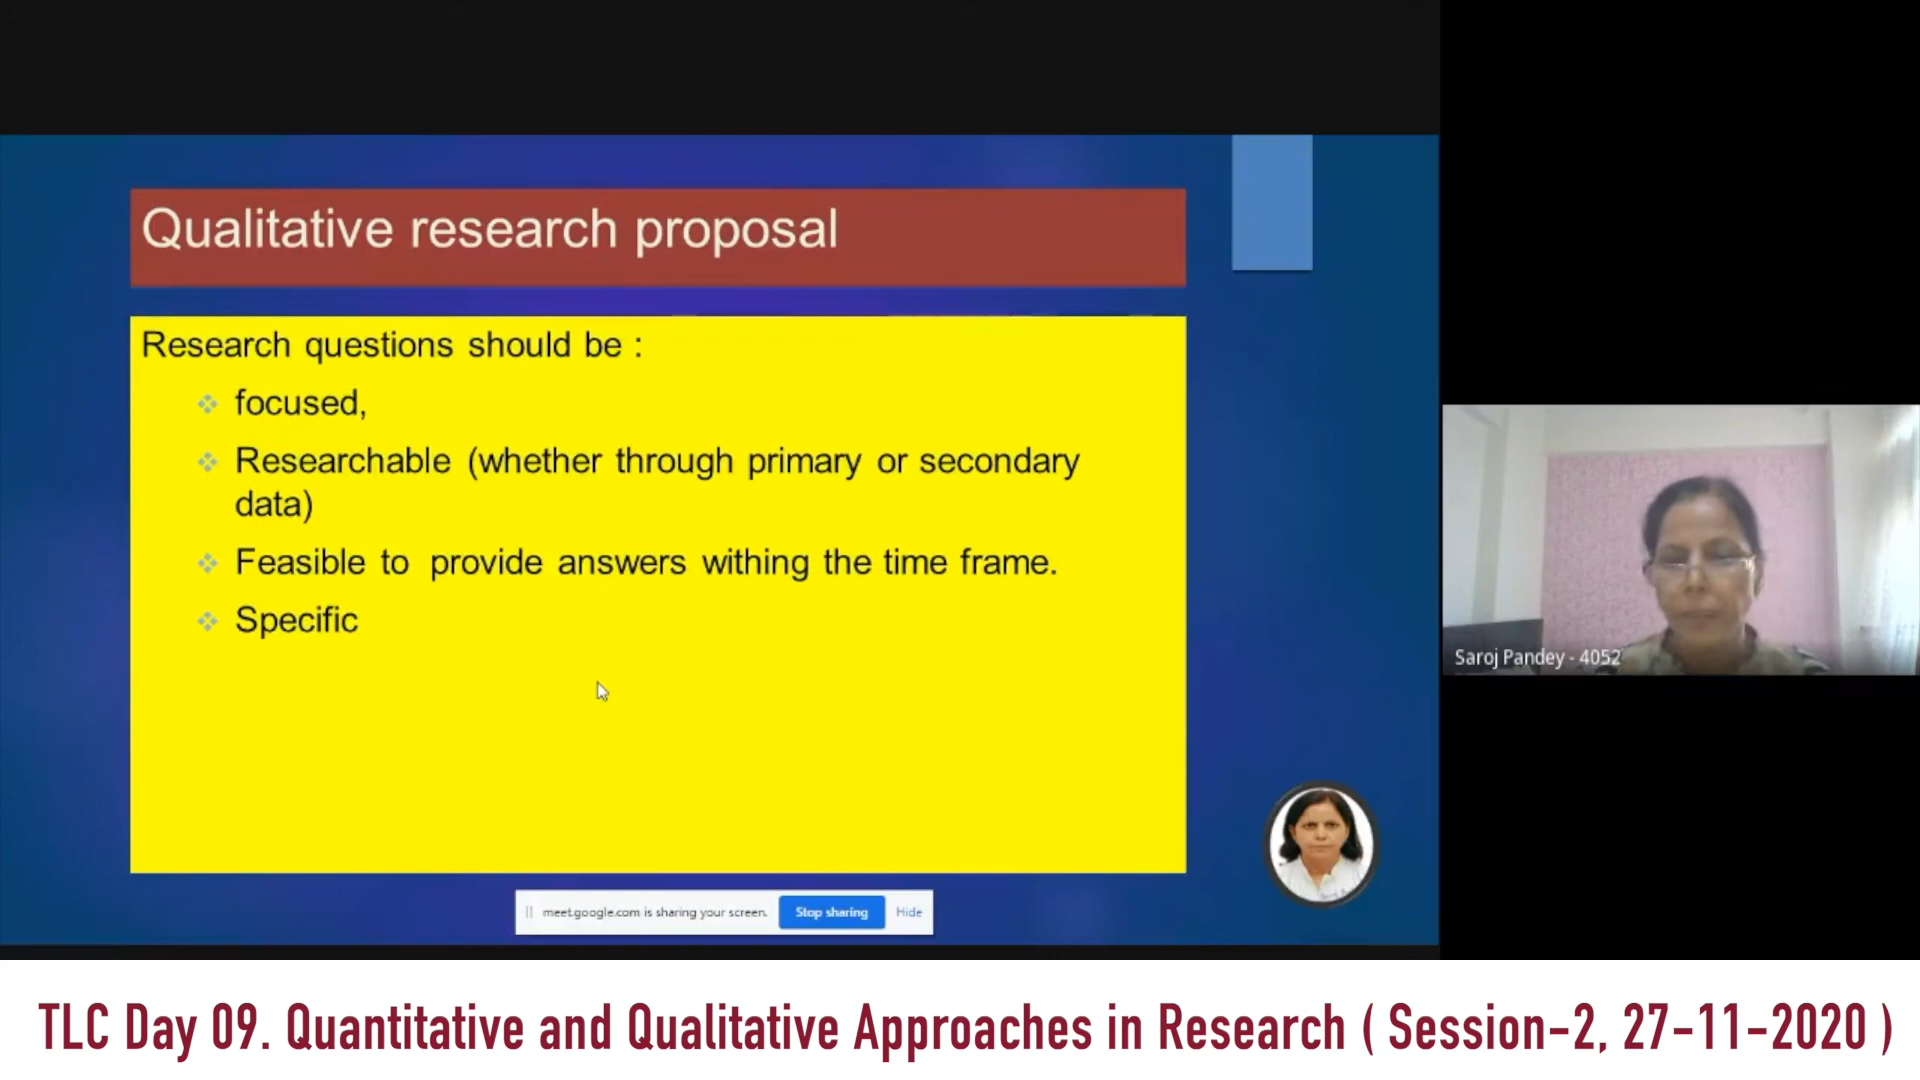 Qualitative research proposal
Research questions should be :
focused,
Researchable (whether through primary or secondary
data)
Feasible to provide answers withing the time frame.
Specific
Saroj Pandey - 4052
meet.google.com is sharing your screen. Stop sharing Hide
TLC Day 09. Quantitative and Qualitative Approaches in Research ( Session-2, 27-11-2020 )